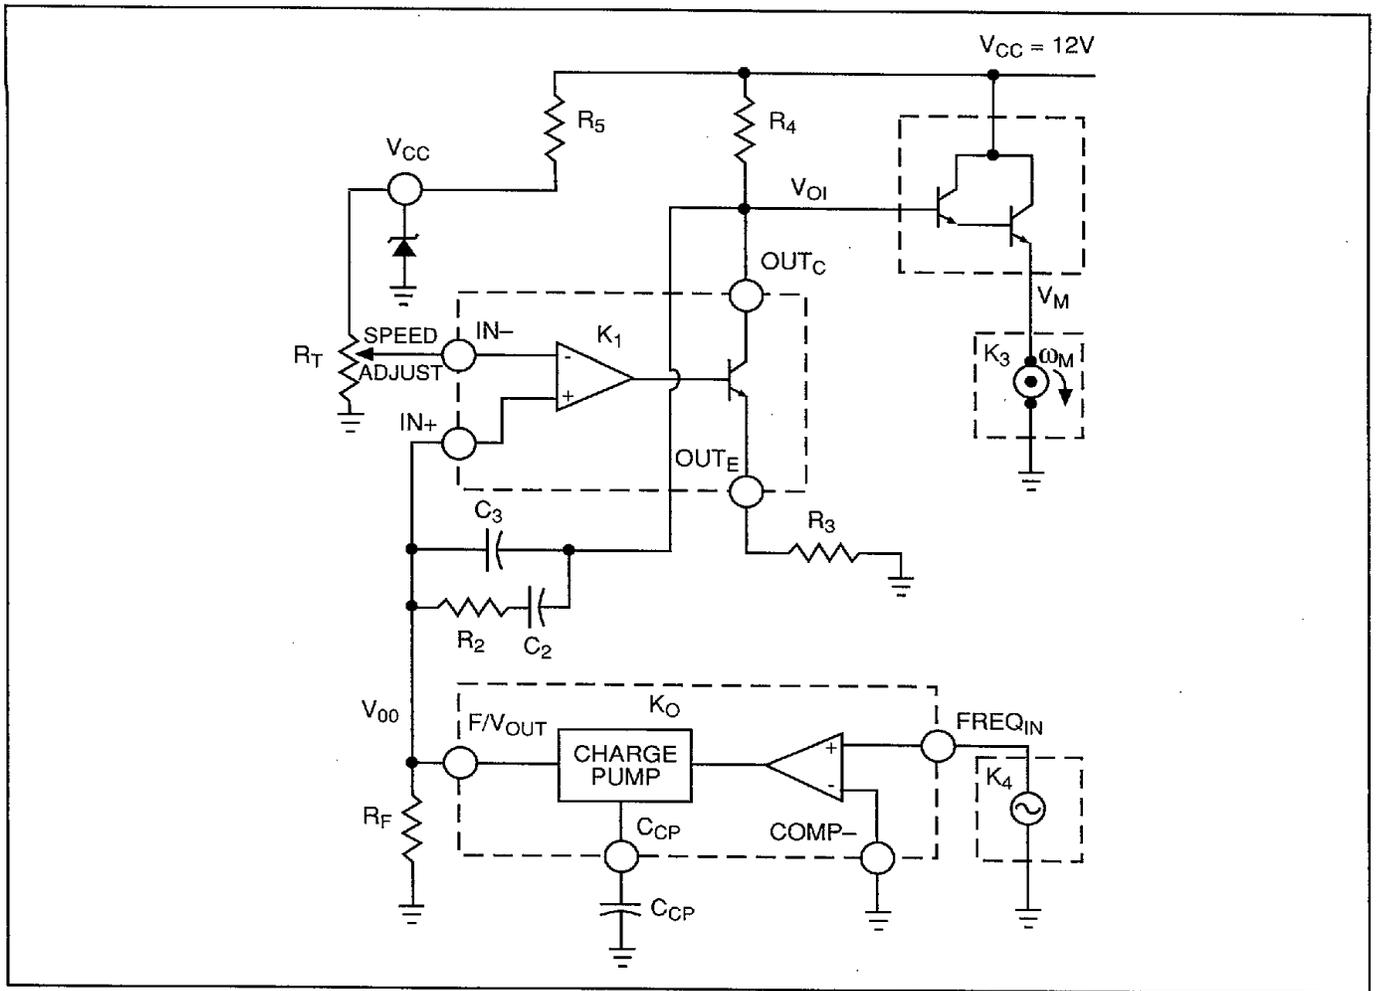 VCC = 12V
R5
R4
VCC
VOI
OUTC
VM
SPEED
IN–
K1
RT
ADJUST
K3
ωM
IN+
OUTE
C3
R3
R2
C2
V00
F/VOUT
KO
FREQIN
CHARGE
PUMP
+
-
K4
RF
CCP
COMP–
CCP
-
+